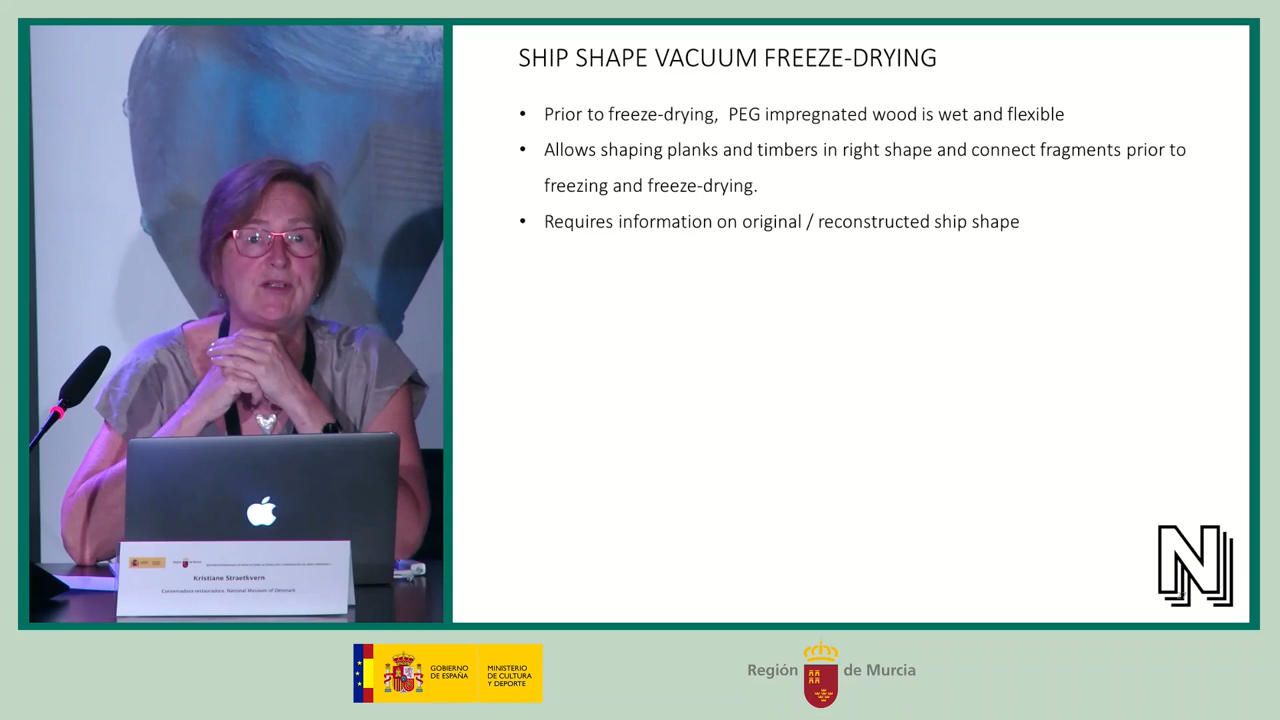 SHIP SHAPE VACUUM FREEZE-DRYING
• Prior to freeze-drying, PEG impregnated wood is wet and flexible
• Allows shaping planks and timbers in right shape and connect fragments prior to
freezing and freeze-drying.
• Requires information on original / reconstructed ship shape
N
Kristiane Straetkvern
Conservadora-restauradora. National Museum of Denmark
GOBIERNO
DE ESPAÑA
MINISTERIO
DE CULTURA
Y DEPORTE
Región de Murcia